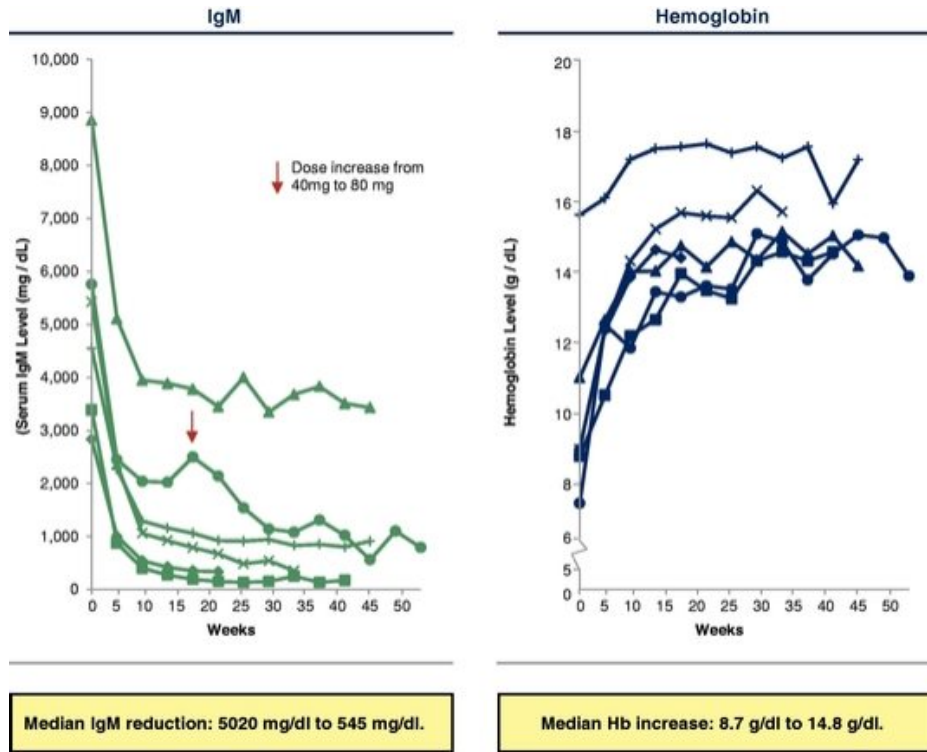 IgM
Hemoglobin
10,000
9,000
8,000
7,000
6,000
5,000
4,000
3,000
2,000
1,000
0
(Serum IgM Level (mg / dL)
Dose increase from
40mg to 80 mg
0 5 10 15 20 25 30 35 40 45 50
Weeks
20
18
16
14
12
10
8
6
5
0
Hemoglobin Level (g / dL)
0 5 10 15 20 25 30 35 40 45 50
Weeks
Median IgM reduction: 5020 mg/dl to 545 mg/dl.
Median Hb increase: 8.7 g/dl to 14.8 g/dl.